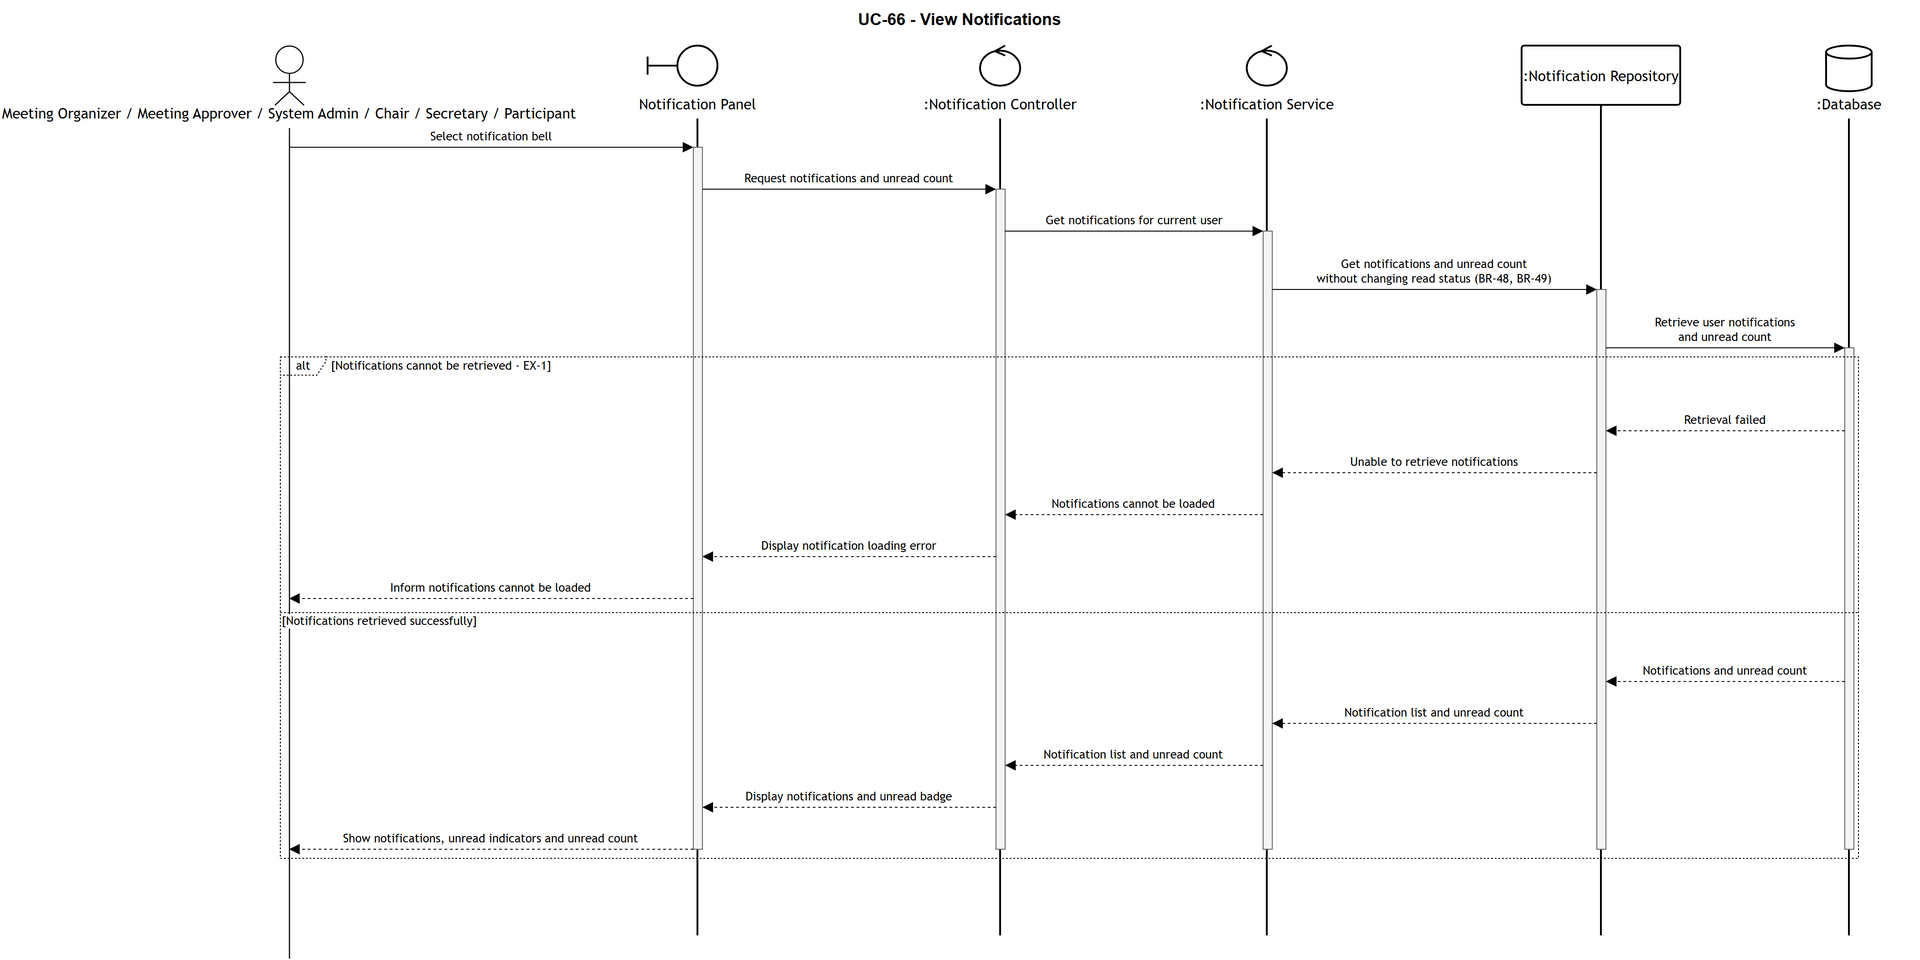 UC-66 - View Notifications
Meeting Organizer / Meeting Approver / System Admin / Chair / Secretary / Participant
Notification Panel
:Notification Controller
:Notification Service
:Notification Repository
:Database
Select notification bell
Request notifications and unread count
Get notifications for current user
Get notifications and unread count
without changing read status (BR-48, BR-49)
Retrieve user notifications
and unread count
alt
[Notifications cannot be retrieved - EX-1]
Retrieval failed
Unable to retrieve notifications
Notifications cannot be loaded
Display notification loading error
Inform notifications cannot be loaded
[Notifications retrieved successfully]
Notifications and unread count
Notification list and unread count
Notification list and unread count
Display notifications and unread badge
Show notifications, unread indicators and unread count